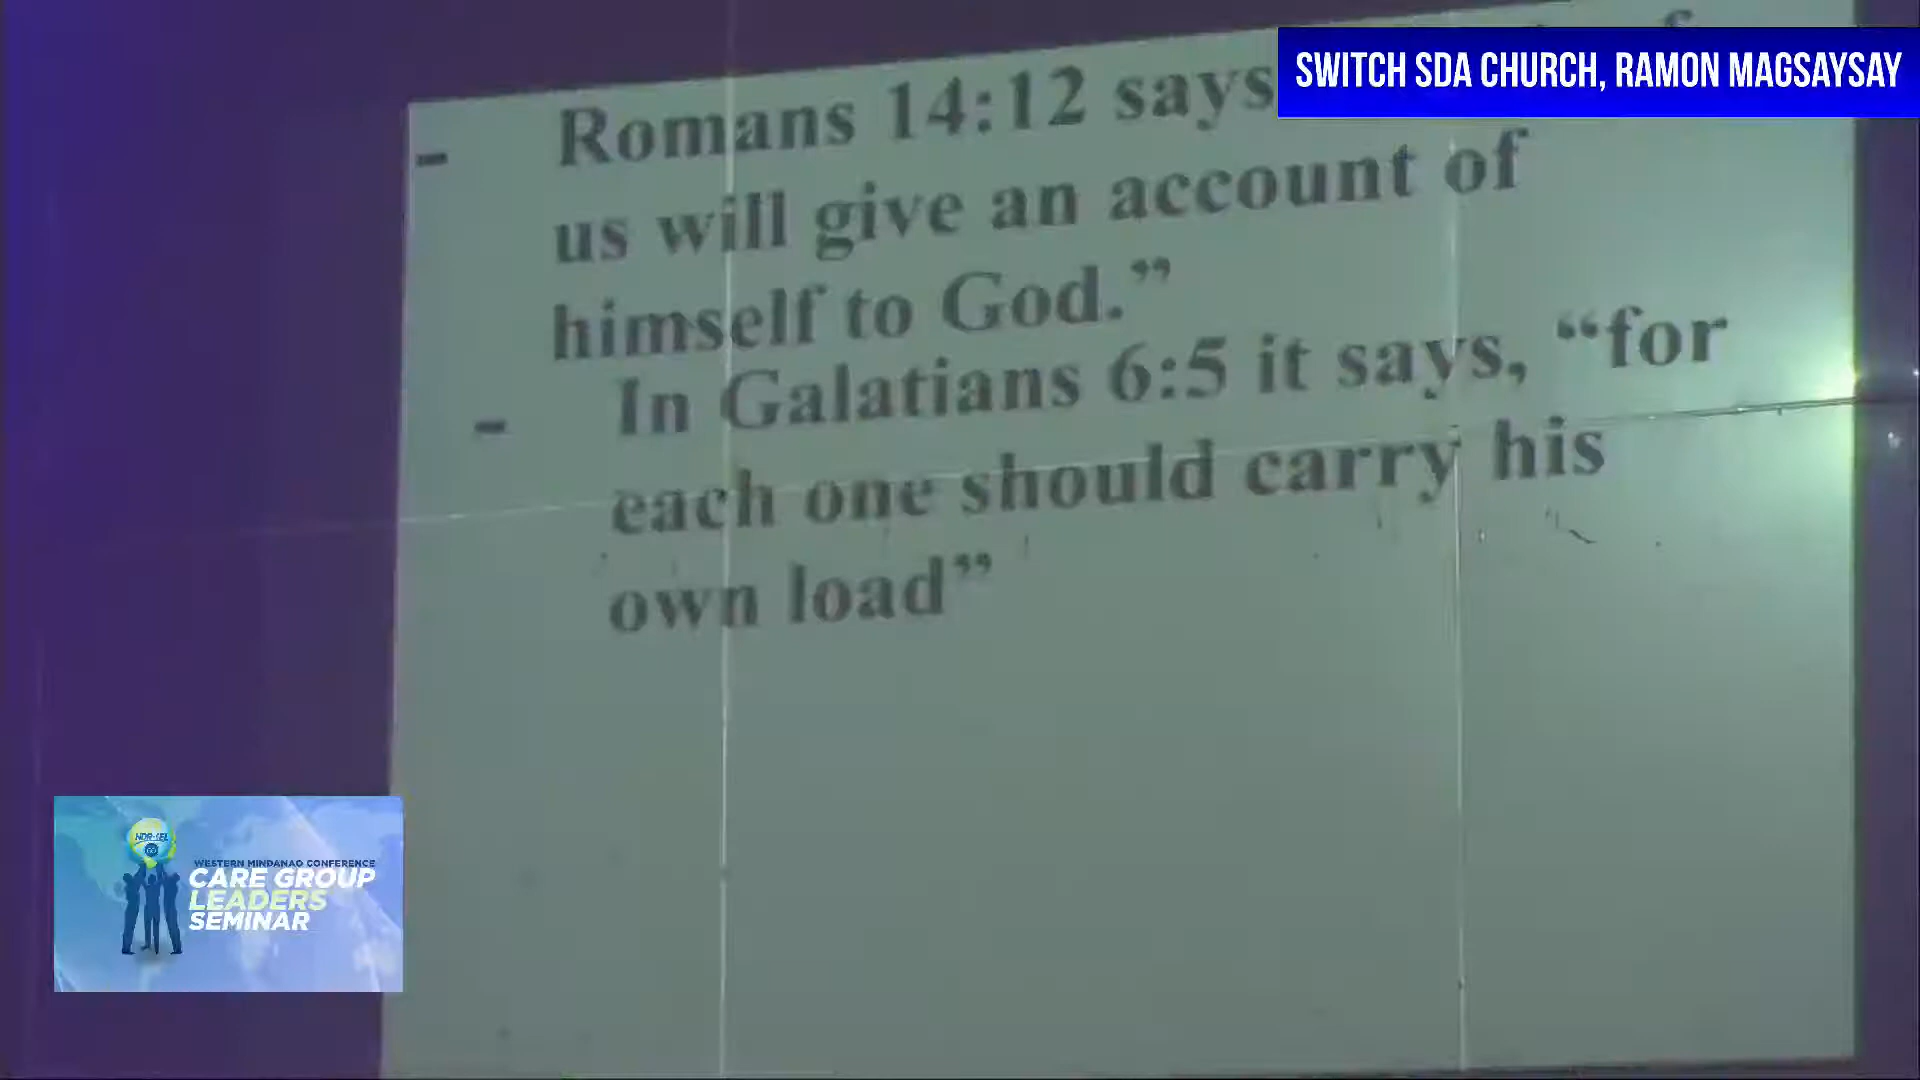 SWITCH SDA CHURCH, RAMON MAGSAYSAY
- Romans 14:12 says
us will give an account of
himself to God.”
- In Galatians 6:5 it says, “for
each one should carry his
own load”
WESTERN MINDANAO CONFERENCE
CARE GROUP
LEADERS
SEMINAR